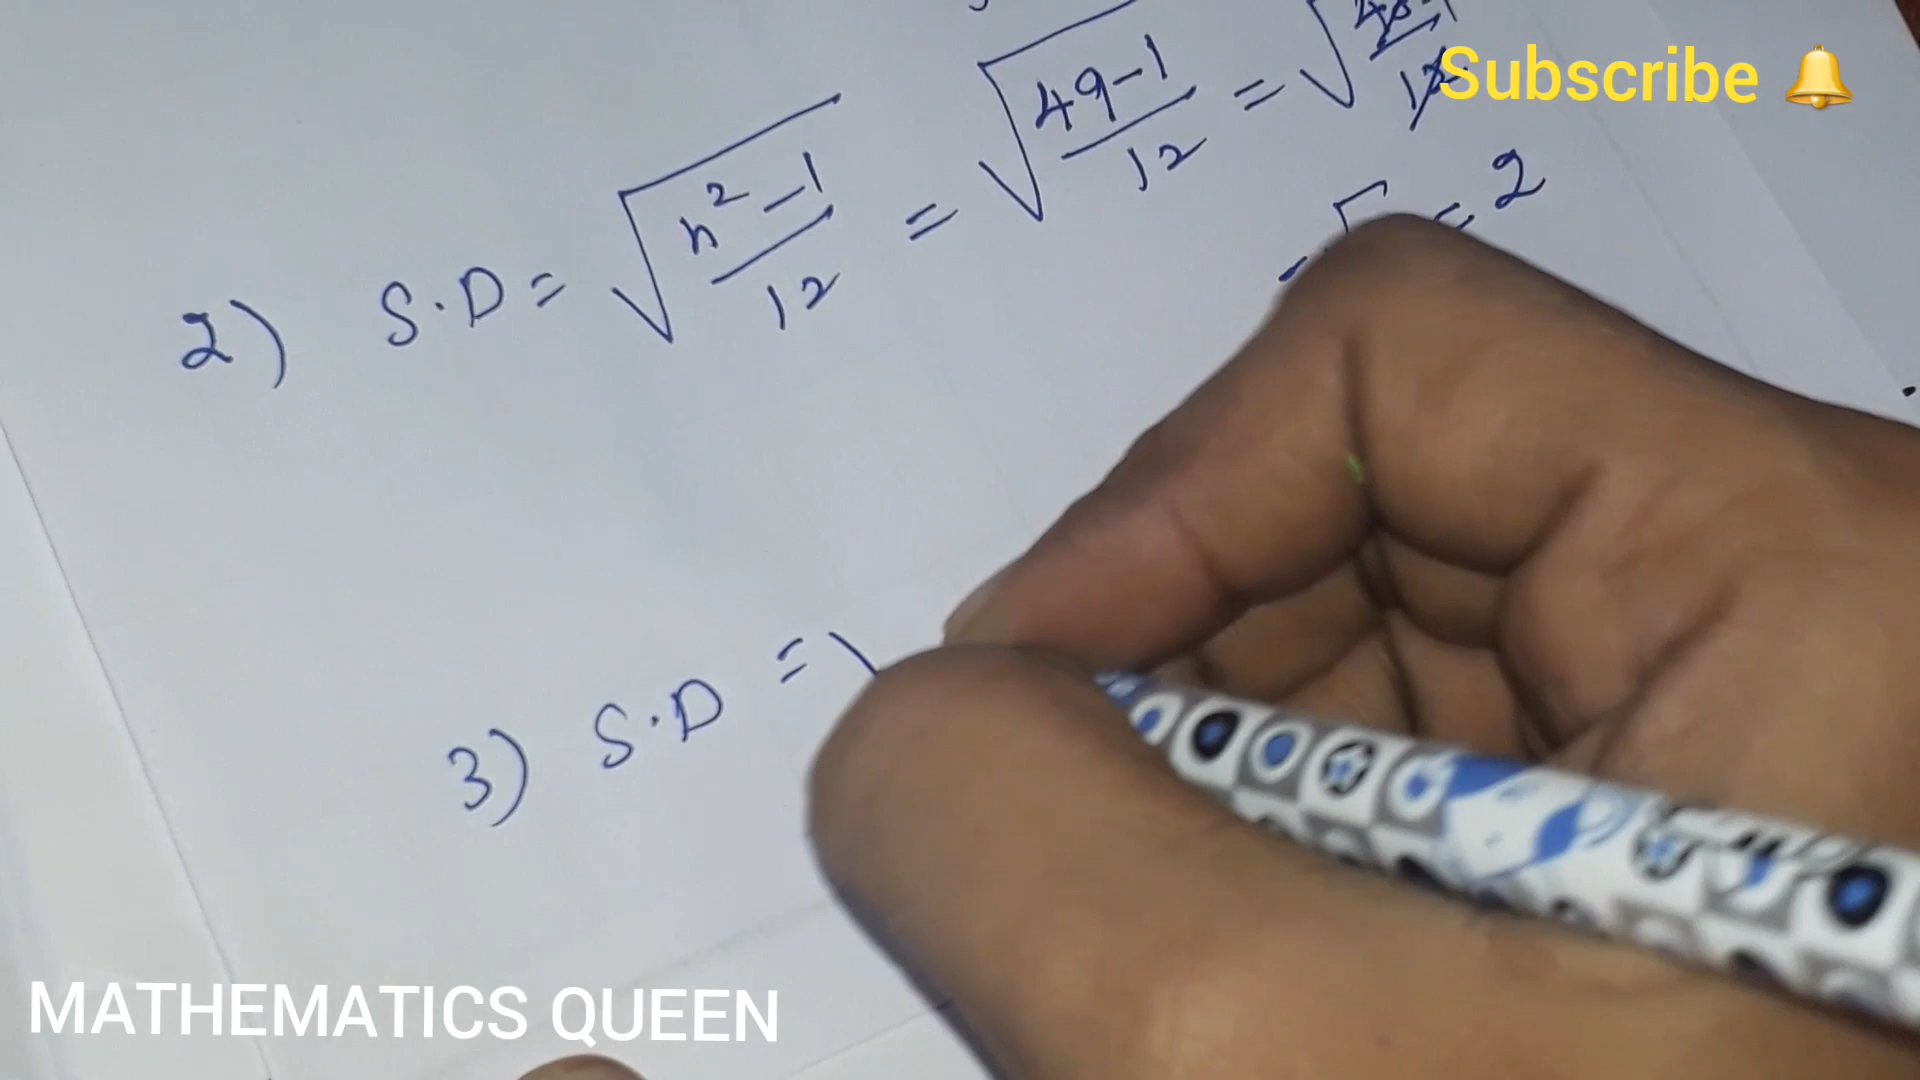 Subscribe 🔔
2) S.D = √(n² - 1)/12 = √(49 - 1)/12 = √
= 2
3) S.D =
MATHEMATICS QUEEN